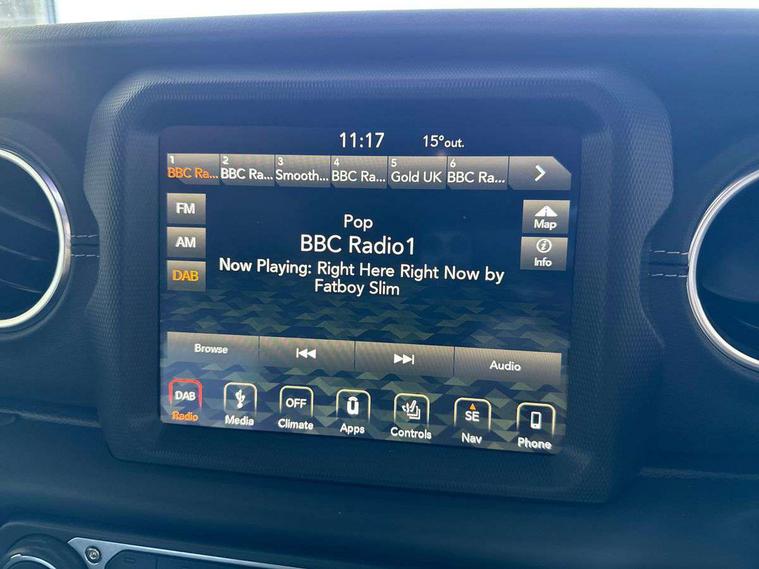 11:17 15°out.
1 2 3 4 5 6
BBC Ra... BBC Ra... Smooth... BBC Ra... Gold UK BBC Ra...
FM
AM
DAB
Pop
BBC Radio1
Now Playing: Right Here Right Now by
Fatboy Slim
Map
Info
Browse Audio
DAB OFF SE
Radio Media Climate Apps Controls Nav Phone